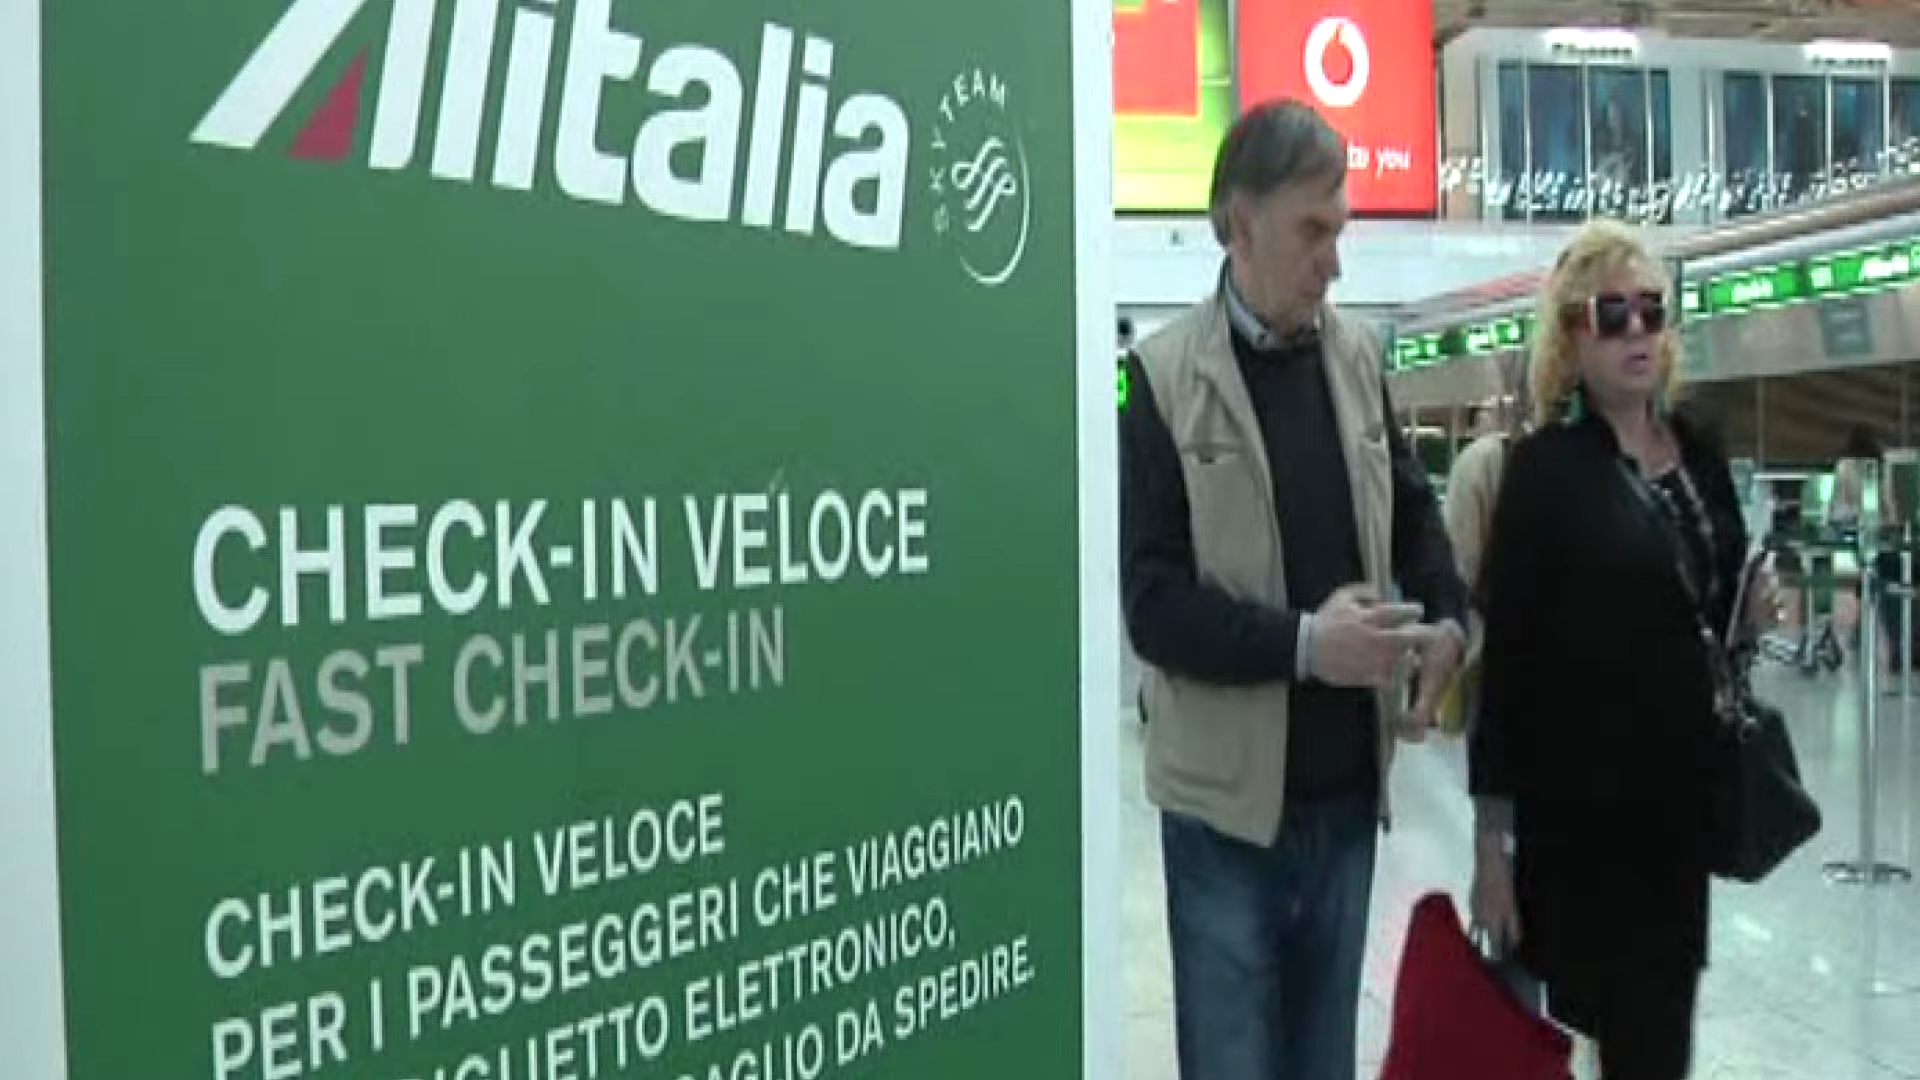 Alitalia
SKYTEAM
CHECK-IN VELOCE
FAST CHECK-IN
CHECK-IN VELOCE
PER I PASSEGGERI CHE VIAGGIANO
BIGLIETTO ELETTRONICO,
DA SPEDIRE.
to you